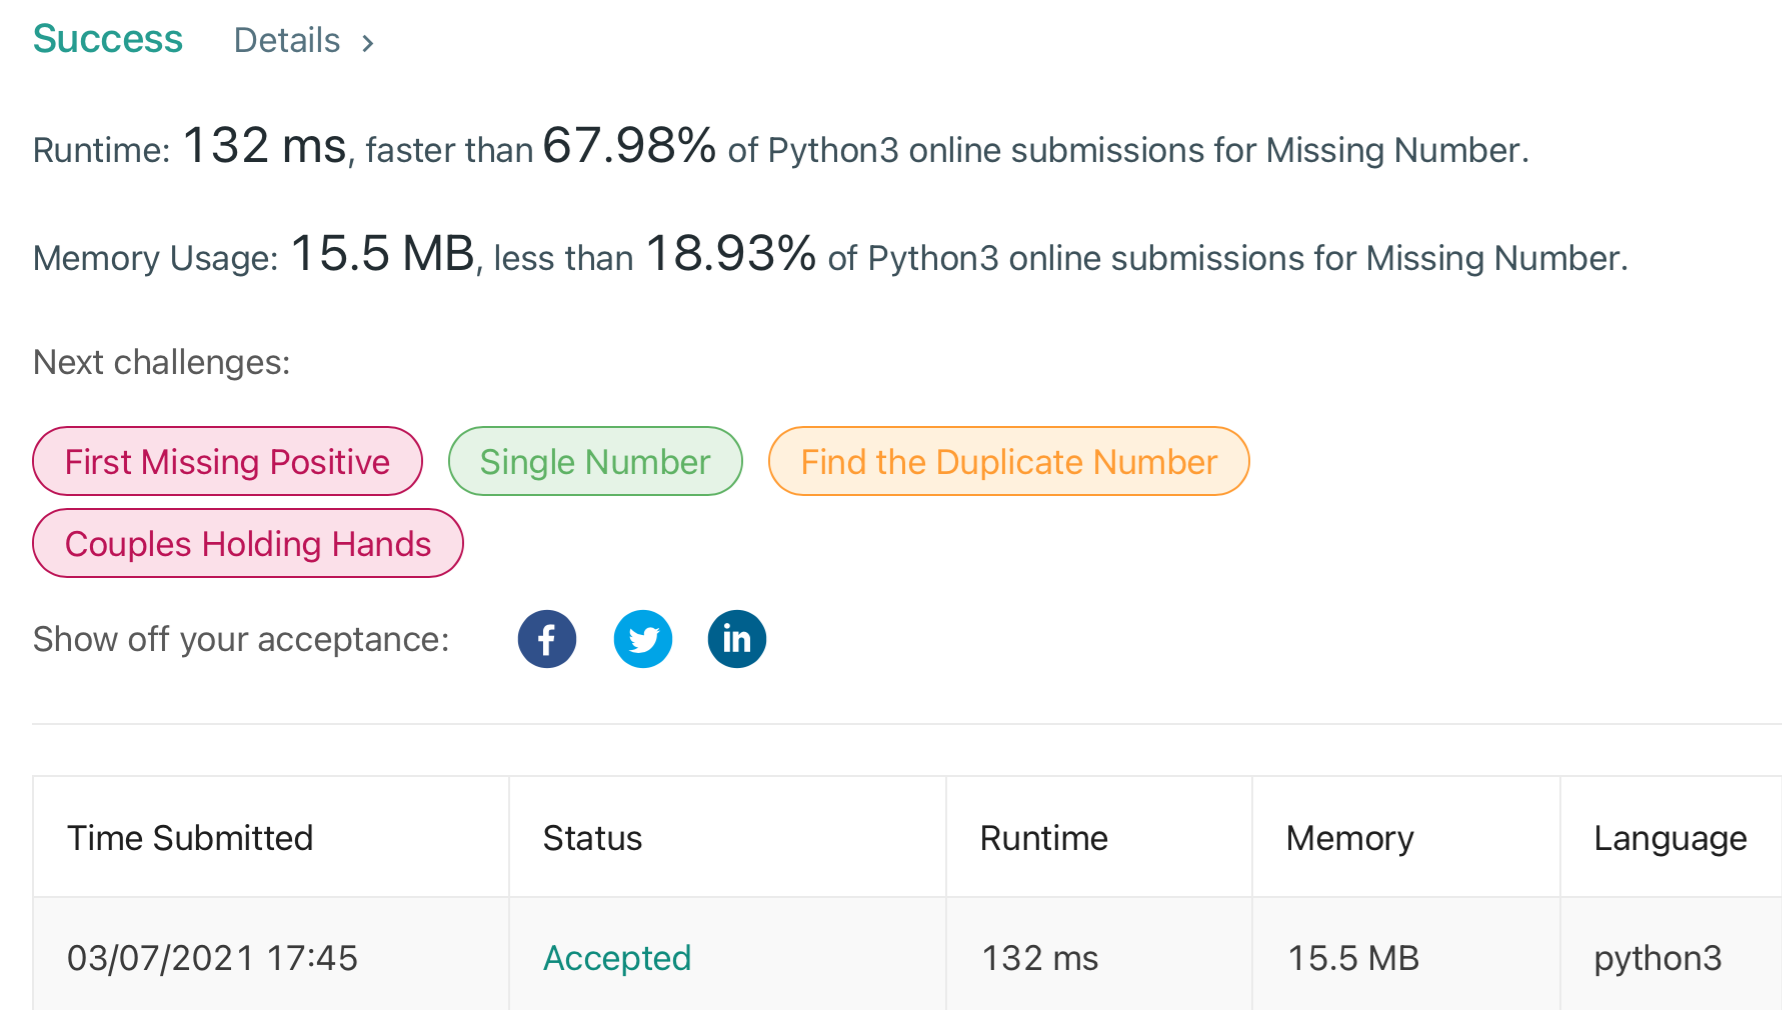 Success Details >
Runtime: 132 ms, faster than 67.98% of Python3 online submissions for Missing Number.
Memory Usage: 15.5 MB, less than 18.93% of Python3 online submissions for Missing Number.
Next challenges:
First Missing Positive Single Number Find the Duplicate Number
Couples Holding Hands
Show off your acceptance: f in
Time Submitted Status Runtime Memory Language
03/07/2021 17:45 Accepted 132 ms 15.5 MB python3